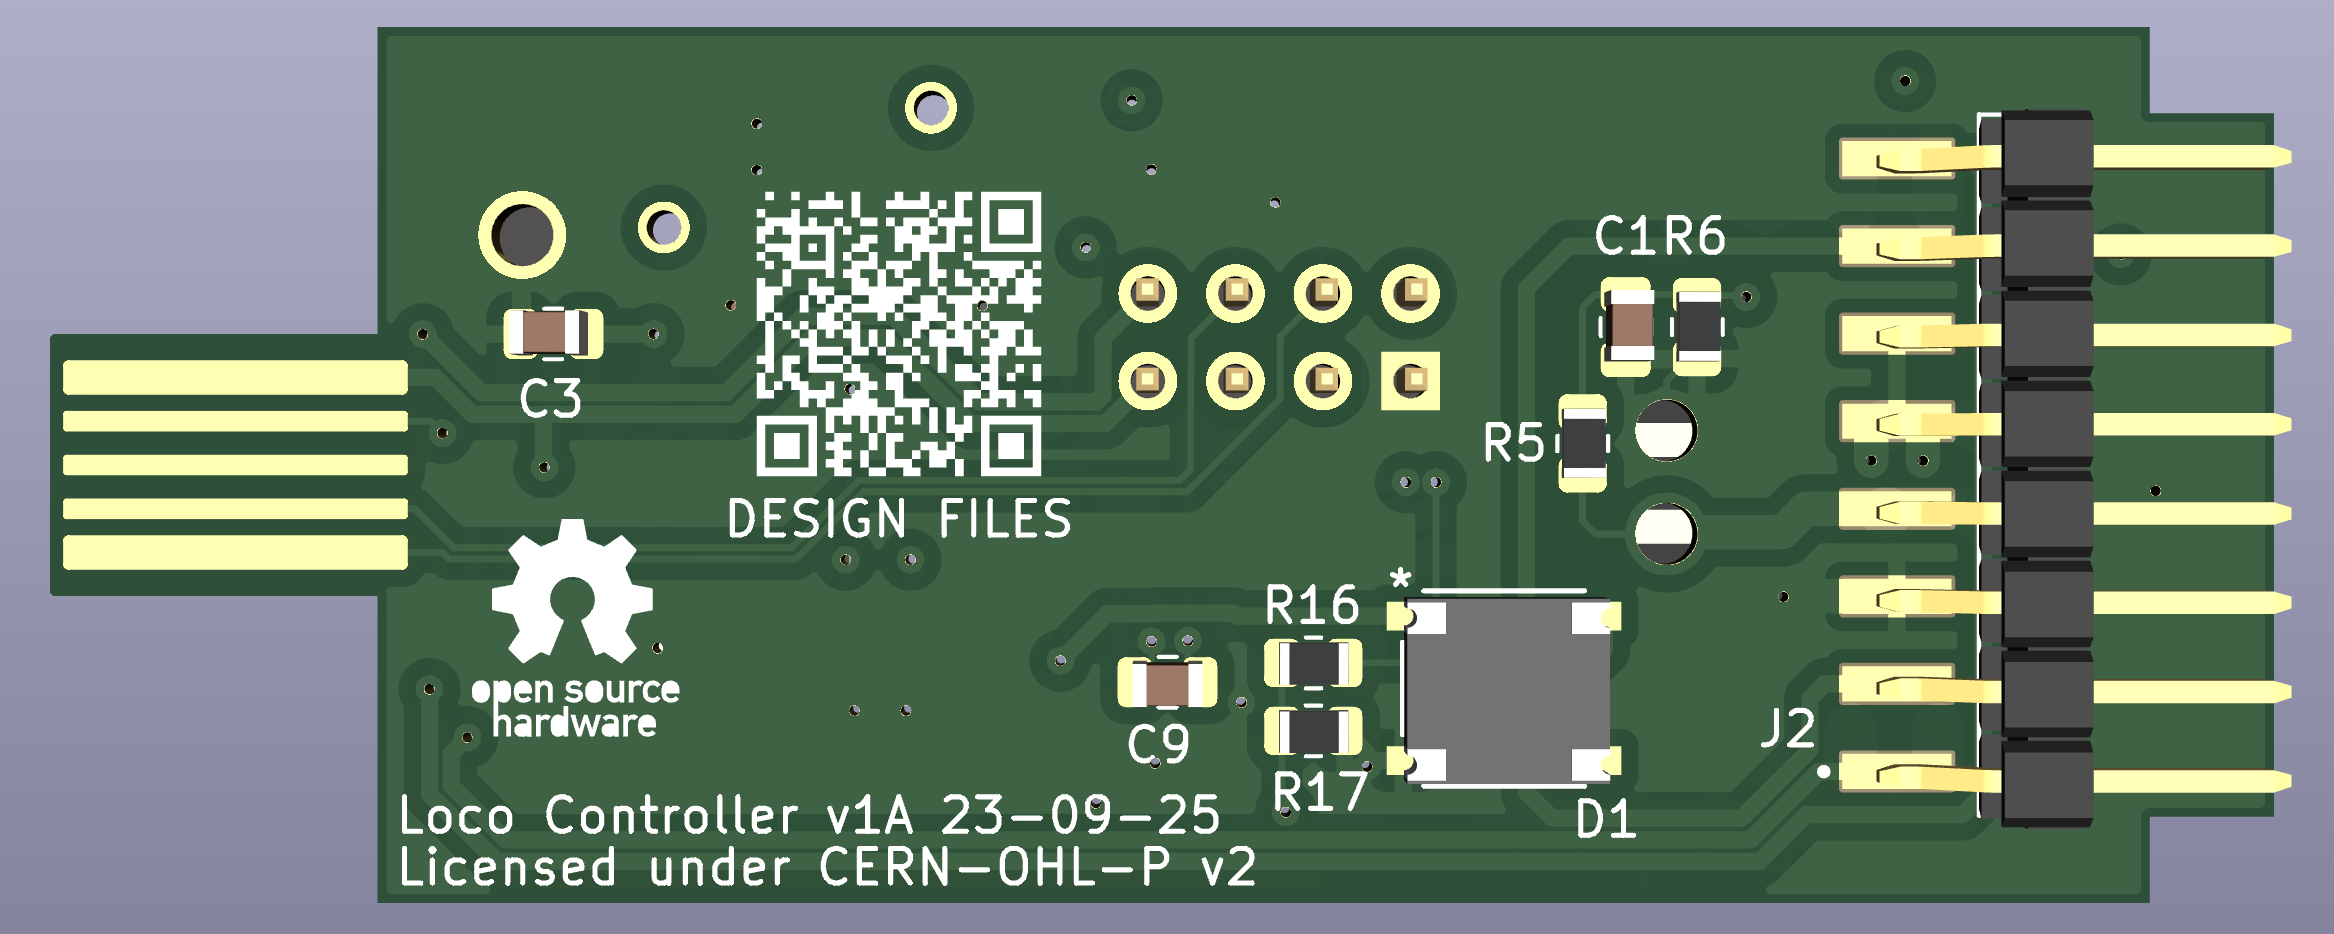 C1R6
C3
R5
DESIGN FILES
*
R16
open source
hardware
J2
C9
R17
D1
Loco Controller v1A 23-09-25
Licensed under CERN-OHL-P v2